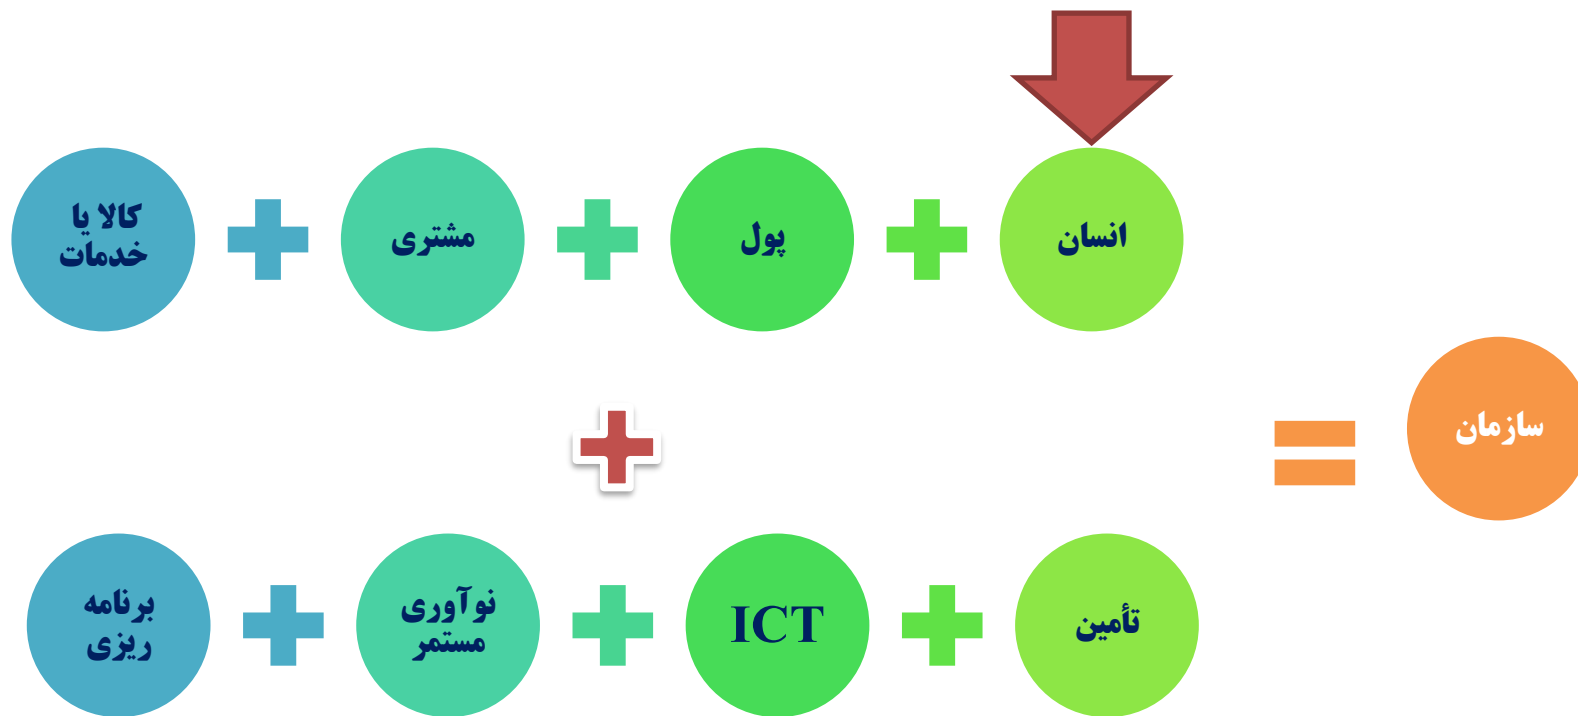 کالا یا
خدمات
مشتری
پول
انسان
سازمان
برنامه
ریزی
نوآوری
مستمر
ICT
تأمین